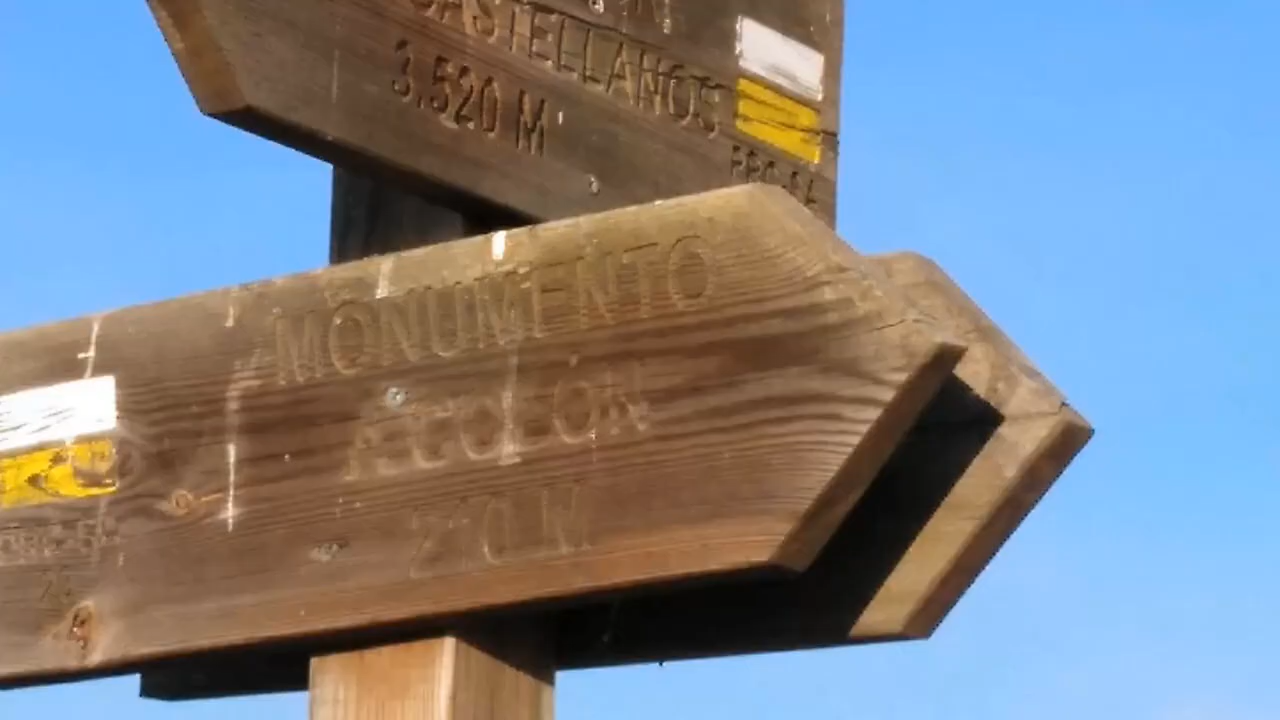 CASTELLANOS
3,520 M
MONUMENTO
A COLÓN
210 M